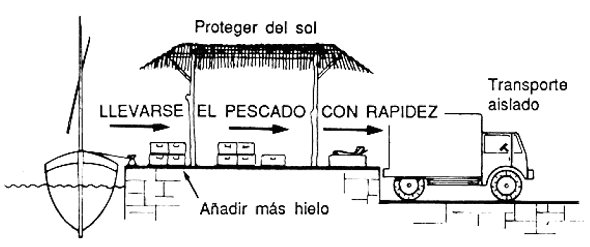 Proteger del sol
Transporte
aislado
LLEVARSE EL PESCADO CON RAPIDEZ
Añadir más hielo